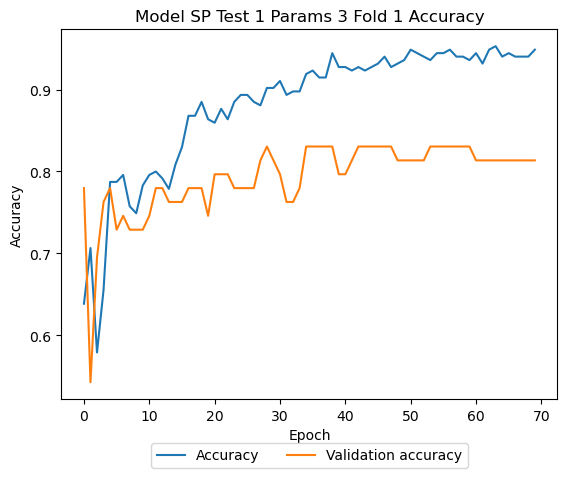 Model SP Test 1 Params 3 Fold 1 Accuracy
0.9
0.8
0.7
0.6
Accuracy
0 10 20 30 40 50 60 70
Epoch
Accuracy Validation accuracy